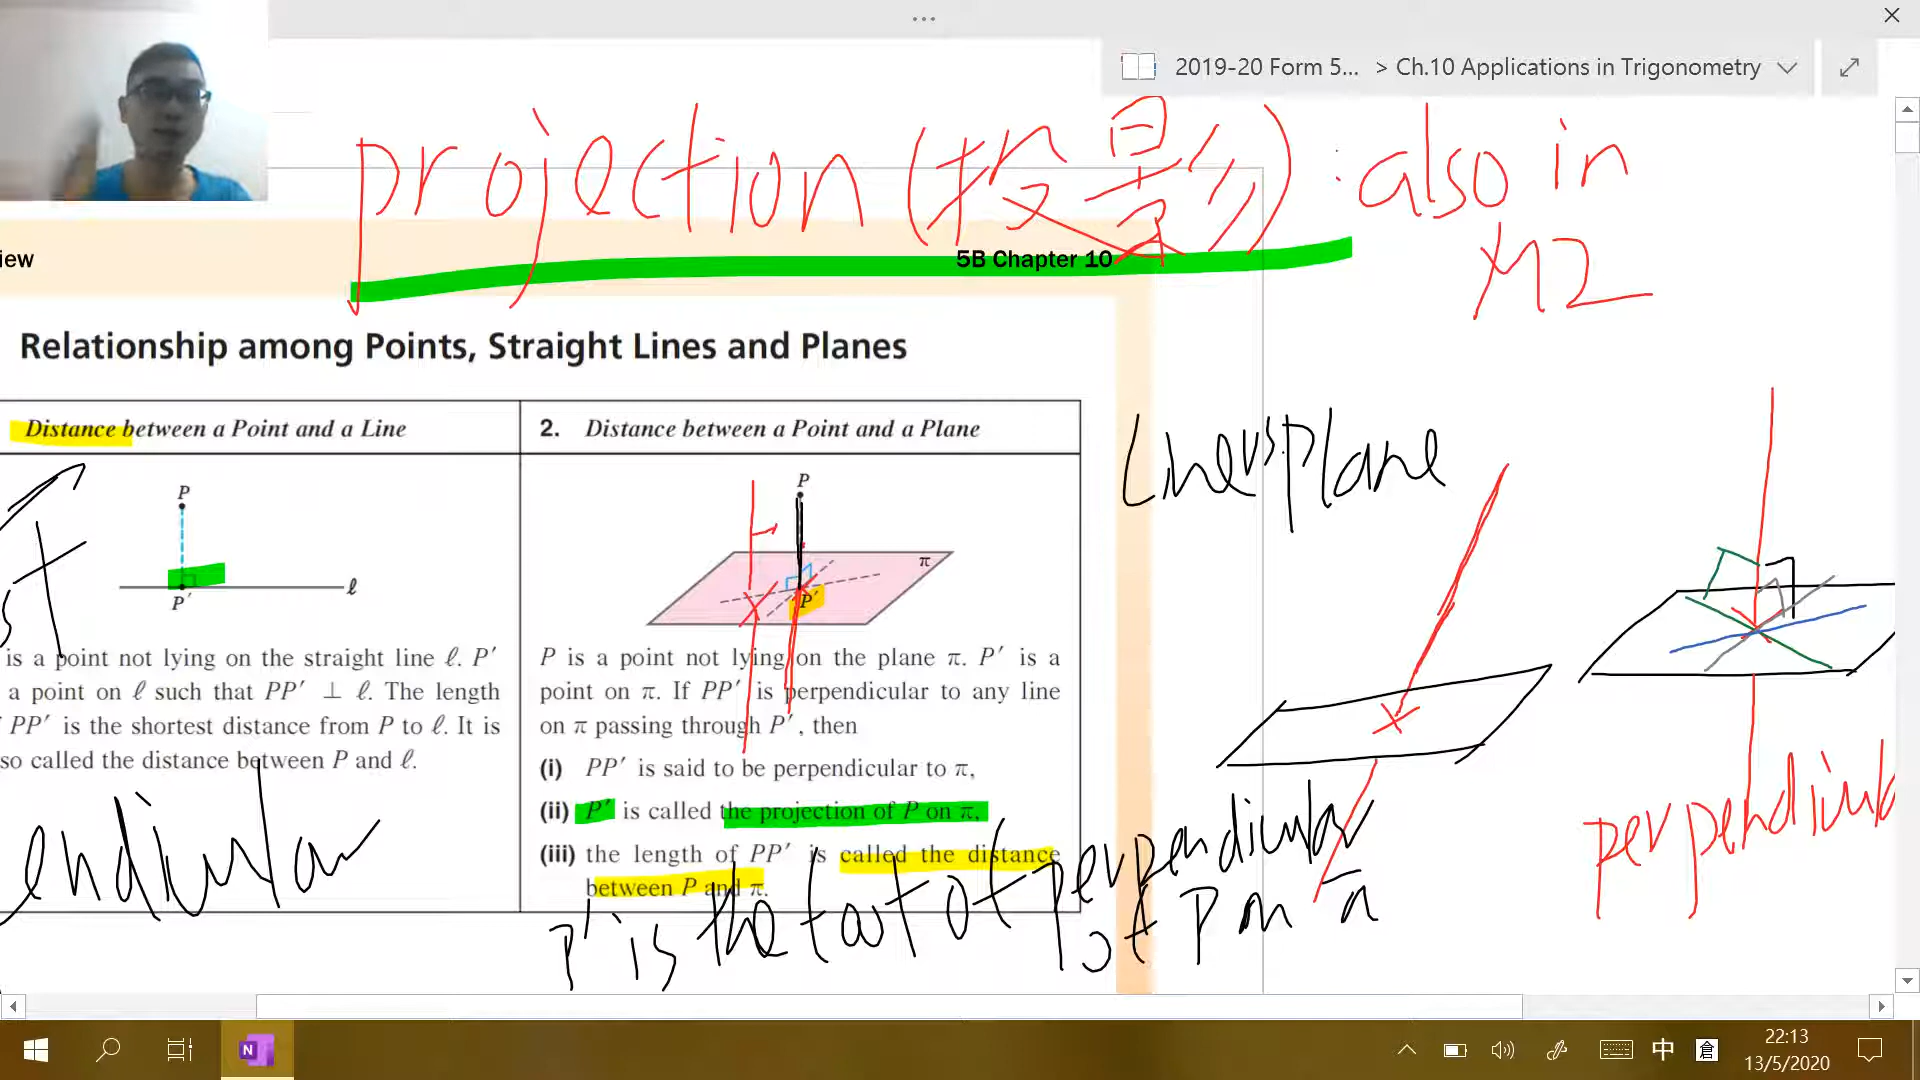 2019-20 Form 5... > Ch.10 Applications in Trigonometry
projection (投影) : also in
M2
iew
5B Chapter 10
Relationship among Points, Straight Lines and Planes
Distance between a Point and a Line
2. Distance between a Point and a Plane
Line vs. Plane
P
P′
ℓ
P
π
P′
is a point not lying on the straight line ℓ. P′
a point on ℓ such that PP′ ⊥ ℓ. The length
PP′ is the shortest distance from P to ℓ. It is
so called the distance between P and ℓ.
P is a point not lying on the plane π. P′ is a
point on π. If PP′ is perpendicular to any line
on π passing through P′, then
(i) PP′ is said to be perpendicular to π,
(ii) P′ is called the projection of P on π,
(iii) the length of PP′ is called the distance
between P and π.
endicular
P' is the foot of perpendicular
of P on π
perpendicul
N
中
倉
22:13
13/5/2020